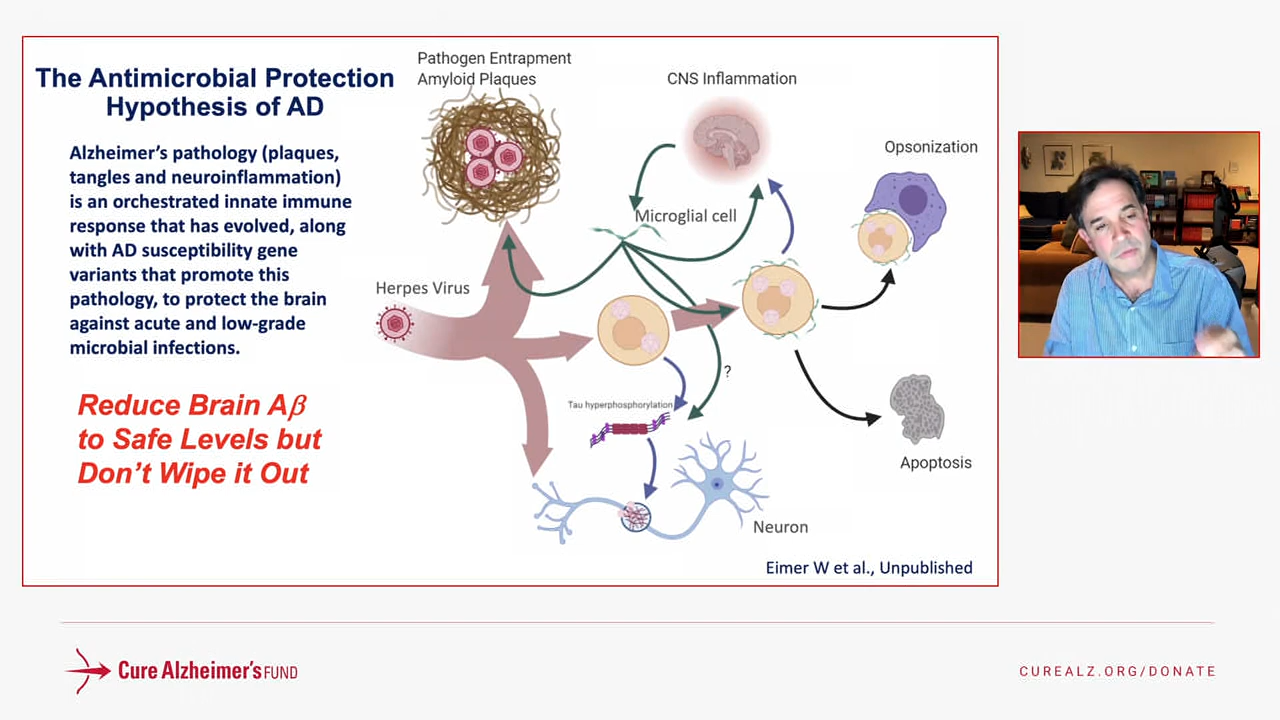 The Antimicrobial Protection
Hypothesis of AD
Alzheimer's pathology (plaques,
tangles and neuroinflammation)
is an orchestrated innate immune
response that has evolved, along
with AD susceptibility gene
variants that promote this
pathology, to protect the brain
against acute and low-grade
microbial infections.
Reduce Brain Aβ
to Safe Levels but
Don't Wipe it Out
Pathogen Entrapment
Amyloid Plaques
CNS Inflammation
Opsonization
Microglial cell
Herpes Virus
?
Tau hyperphosphorylation
Apoptosis
Neuron
Eimer W et al., Unpublished
Cure Alzheimer's FUND
CUREALZ.ORG/DONATE